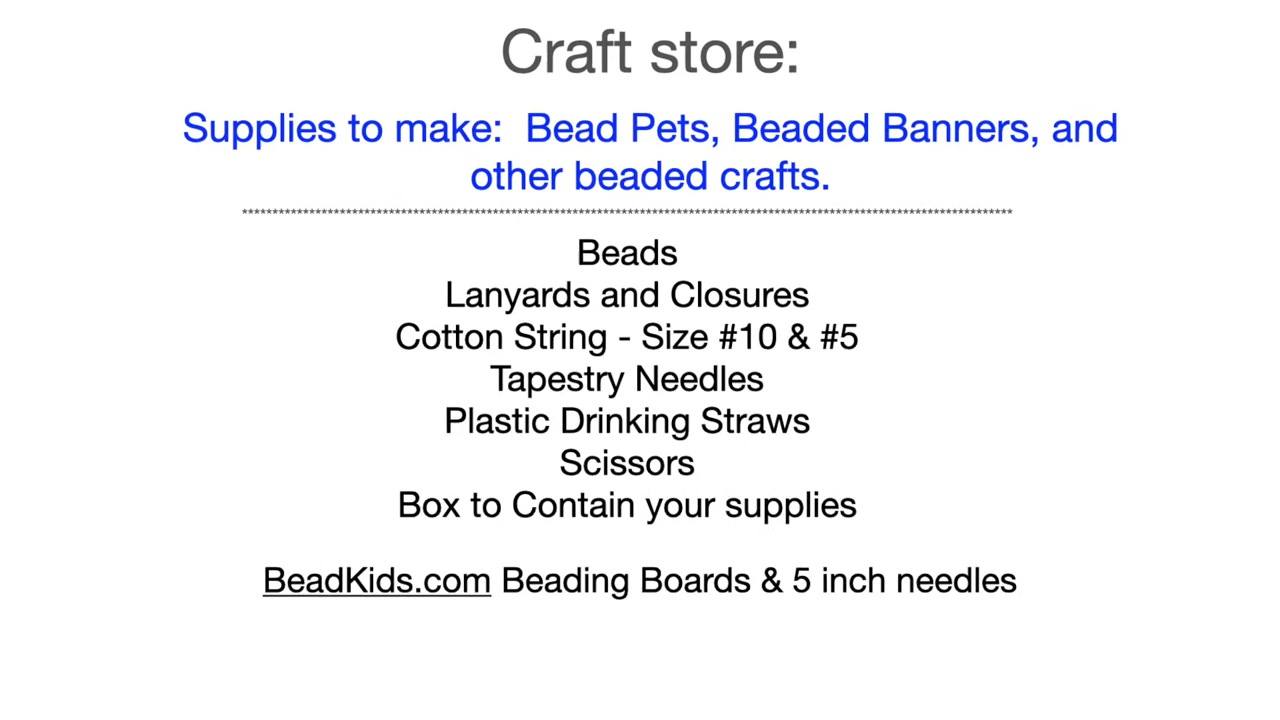 Craft store:
Supplies to make:  Bead Pets, Beaded Banners, and
other beaded crafts.
******************************************************************************************************************************
Beads
Lanyards and Closures
Cotton String - Size #10 & #5
Tapestry Needles
Plastic Drinking Straws
Scissors
Box to Contain your supplies
BeadKids.com Beading Boards & 5 inch needles